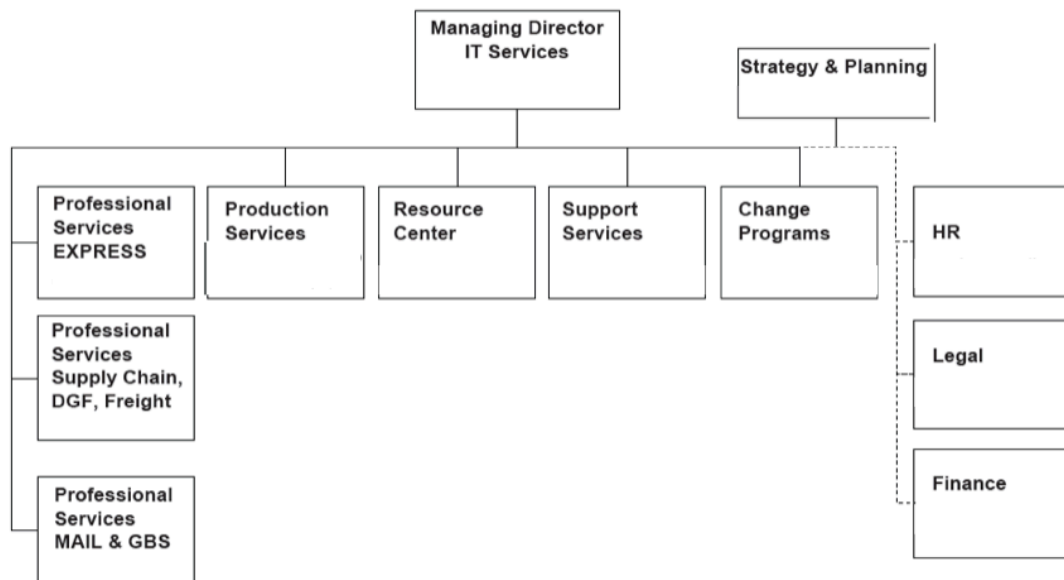 Managing Director
IT Services
Strategy & Planning
Professional
Services
EXPRESS
Production
Services
Resource
Center
Support
Services
Change
Programs
HR
Professional
Services
Supply Chain,
DGF, Freight
Legal
Professional
Services
MAIL & GBS
Finance